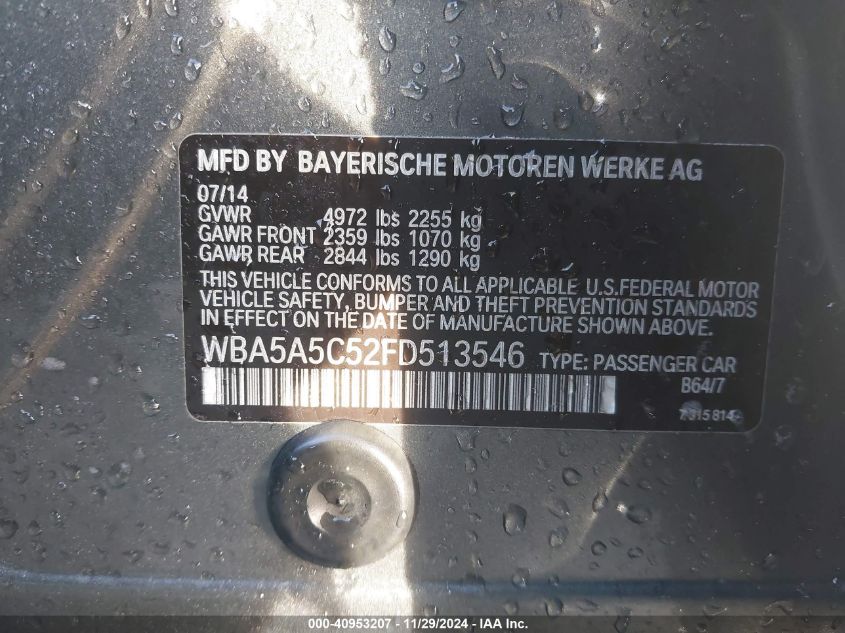 MFD BY BAYERISCHE MOTOREN WERKE AG
07/14
GVWR 4972 lbs 2255 kg
GAWR FRONT 2359 lbs 1070 kg
GAWR REAR 2844 lbs 1290 kg
THIS VEHICLE CONFORMS TO ALL APPLICABLE U.S.FEDERAL MOTOR
VEHICLE SAFETY, BUMPER AND THEFT PREVENTION STANDARDS
IN EFFECT ON THE DATE OF MANUFACTURE SHOWN ABOVE.
WBA5A5C52FD513546 TYPE: PASSENGER CAR
B64/7
7315814
000-40953207 - 11/29/2024 - IAA Inc.